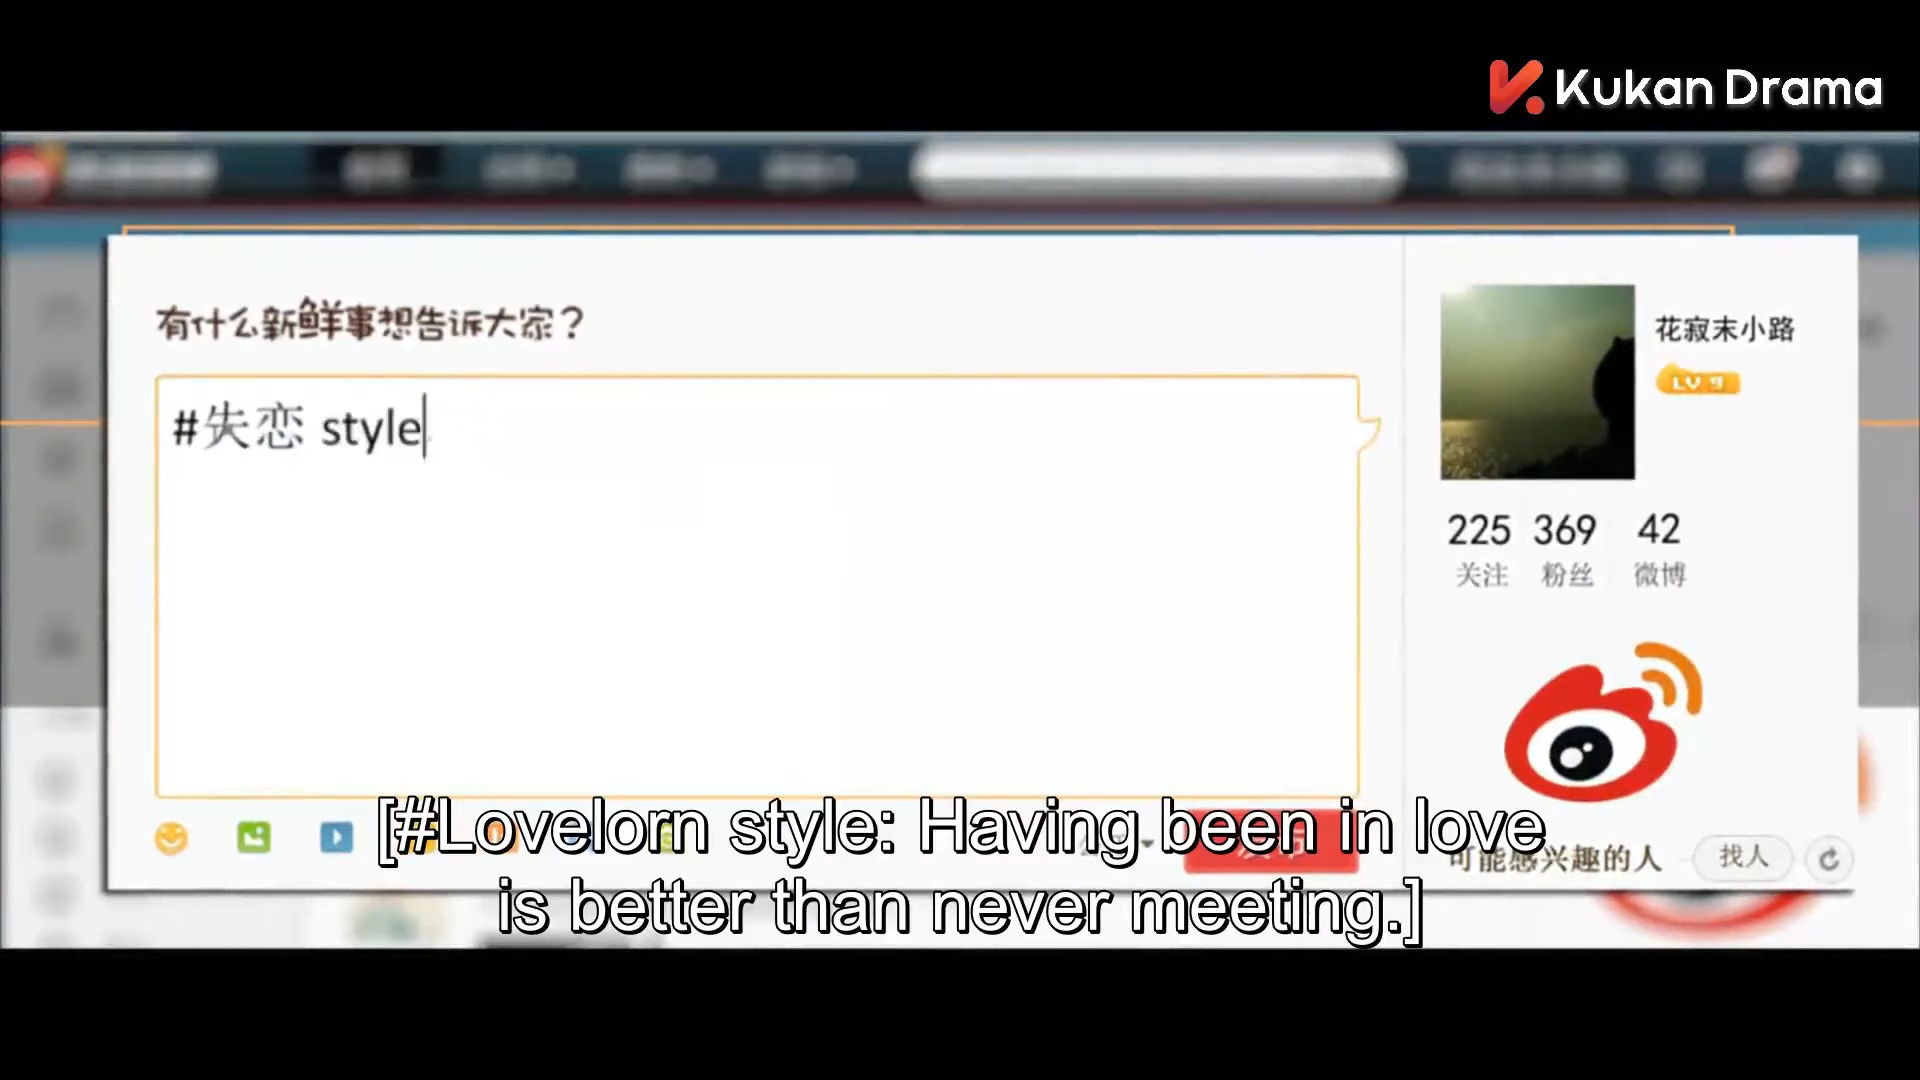 Kukan Drama
有什么新鲜事想告诉大家？
#失恋 style
花寂末小路
LV 9
225 369 42
关注 粉丝 微博
可能感兴趣的人 找人
[#Lovelorn style: Having been in love
is better than never meeting.]